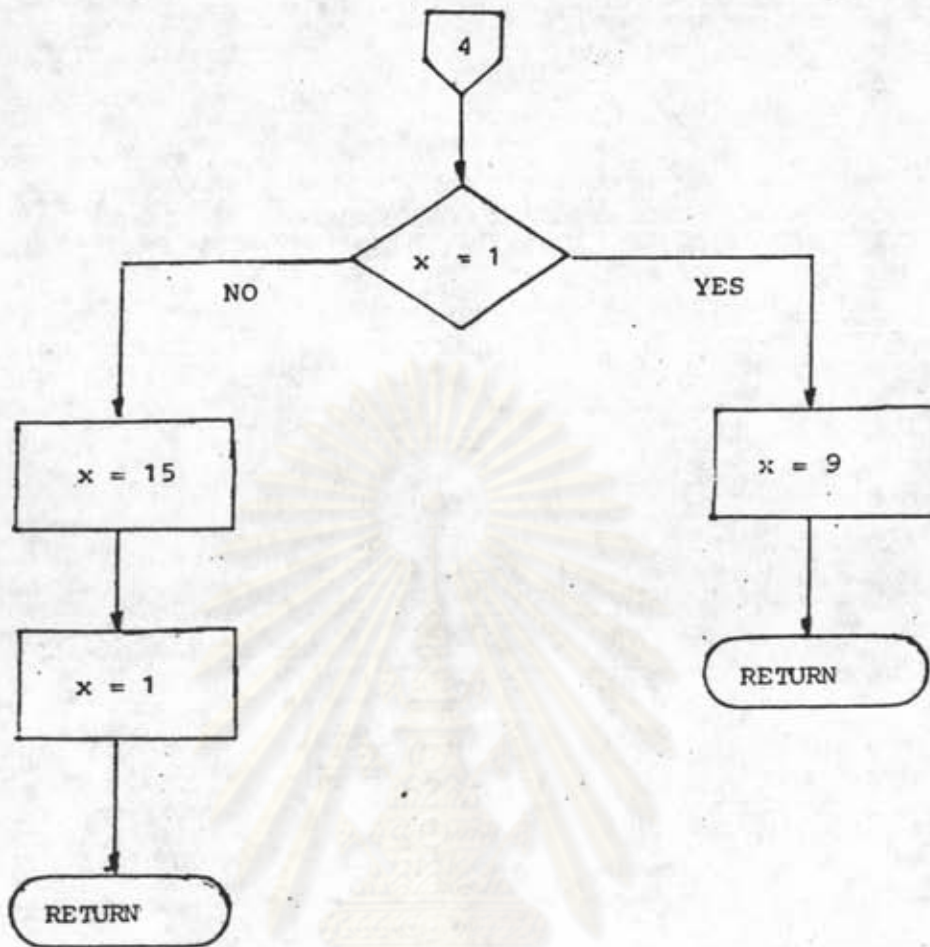 4
x = 1
NO
YES
x = 15
x = 9
x = 1
RETURN
RETURN